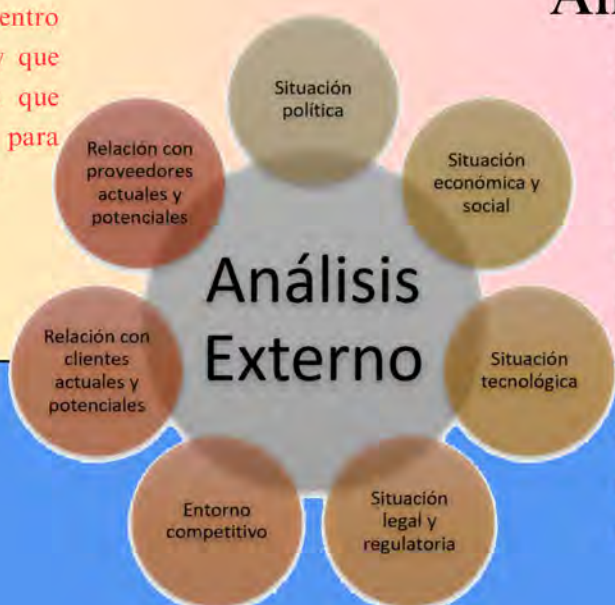 entro
que
que
para
Análisis
Externo
Situación
política
Situación
económica y
social
Situación
tecnológica
Situación
legal y
regulatoria
Entorno
competitivo
Relación con
clientes
actuales y
potenciales
Relación con
proveedores
actuales y
potenciales